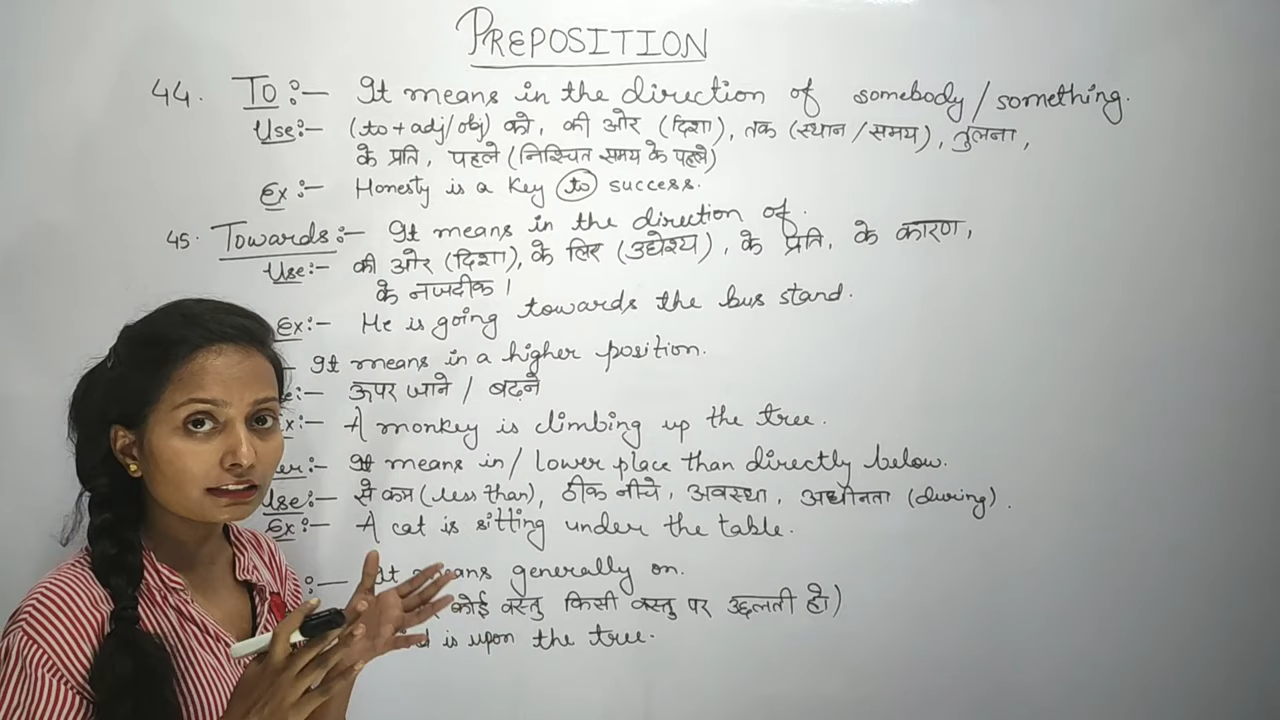 PREPOSITION
44. To :— It means in the direction of somebody/something.
Use:— (to + adj/obj) को, की ओर (दिशा), तक (स्थान/समय), तुलना,
के प्रति, पहले (निश्चित समय के पहले)
Ex :— Honesty is a key to success.
45. Towards :— It means in the direction of.
Use:— की ओर (दिशा), के लिए (उद्येश्य), के प्रति, के कारण,
के नजदीक।
Ex:— He is going towards the bus stand.
It means in a higher position.
ऊपर जाने / बढ़ने
A monkey is climbing up the tree.
It means in/lower place than directly below.
Use:— से कम (less than), ठीक नीचे, अवस्था, अधीनता (during).
Ex:— A cat is sitting under the table.
:— It means generally on.
कोई वस्तु किसी वस्तु पर उछलती हो)
is upon the tree.